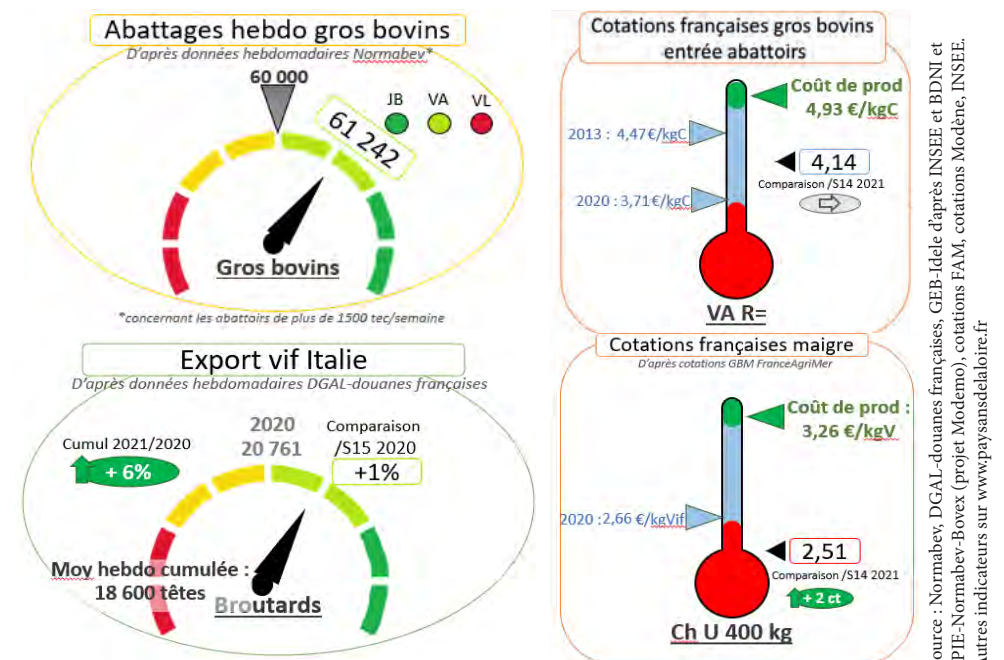 Abattages hebdo gros bovins
D'après données hebdomadaires Normabev*
60 000
JB VA VL
61 242
Gros bovins
*concernant les abattoirs de plus de 1500 tec/semaine
Cotations françaises gros bovins
entrée abattoirs
Coût de prod
4,93 €/kgC
2013 : 4,47€/kgC
4,14
Comparaison /S14 2021
2020 : 3,71€/kgC
VA R=
Export vif Italie
D'après données hebdomadaires DGAL-douanes françaises
2020
20 761
Comparaison
/S15 2020
+1%
Cumul 2021/2020
+ 6%
Moy hebdo cumulée :
18 600 têtes
Broutards
Cotations françaises maigre
D'après cotations GBM FranceAgriMer
Coût de prod :
3,26 €/kgV
2020 :2,66 €/kgVif
2,51
Comparaison /S14 2021
+ 2 ct
Ch U 400 kg
ource : Normabev, DGAL-douanes françaises, GEB-Idele d'après INSEE et BDNI et
PIE-Normabev-Bovex (projet Modemo), cotations FAM, cotations Modène, INSEE.
utres indicateurs sur www.paysansdelaloire.fr